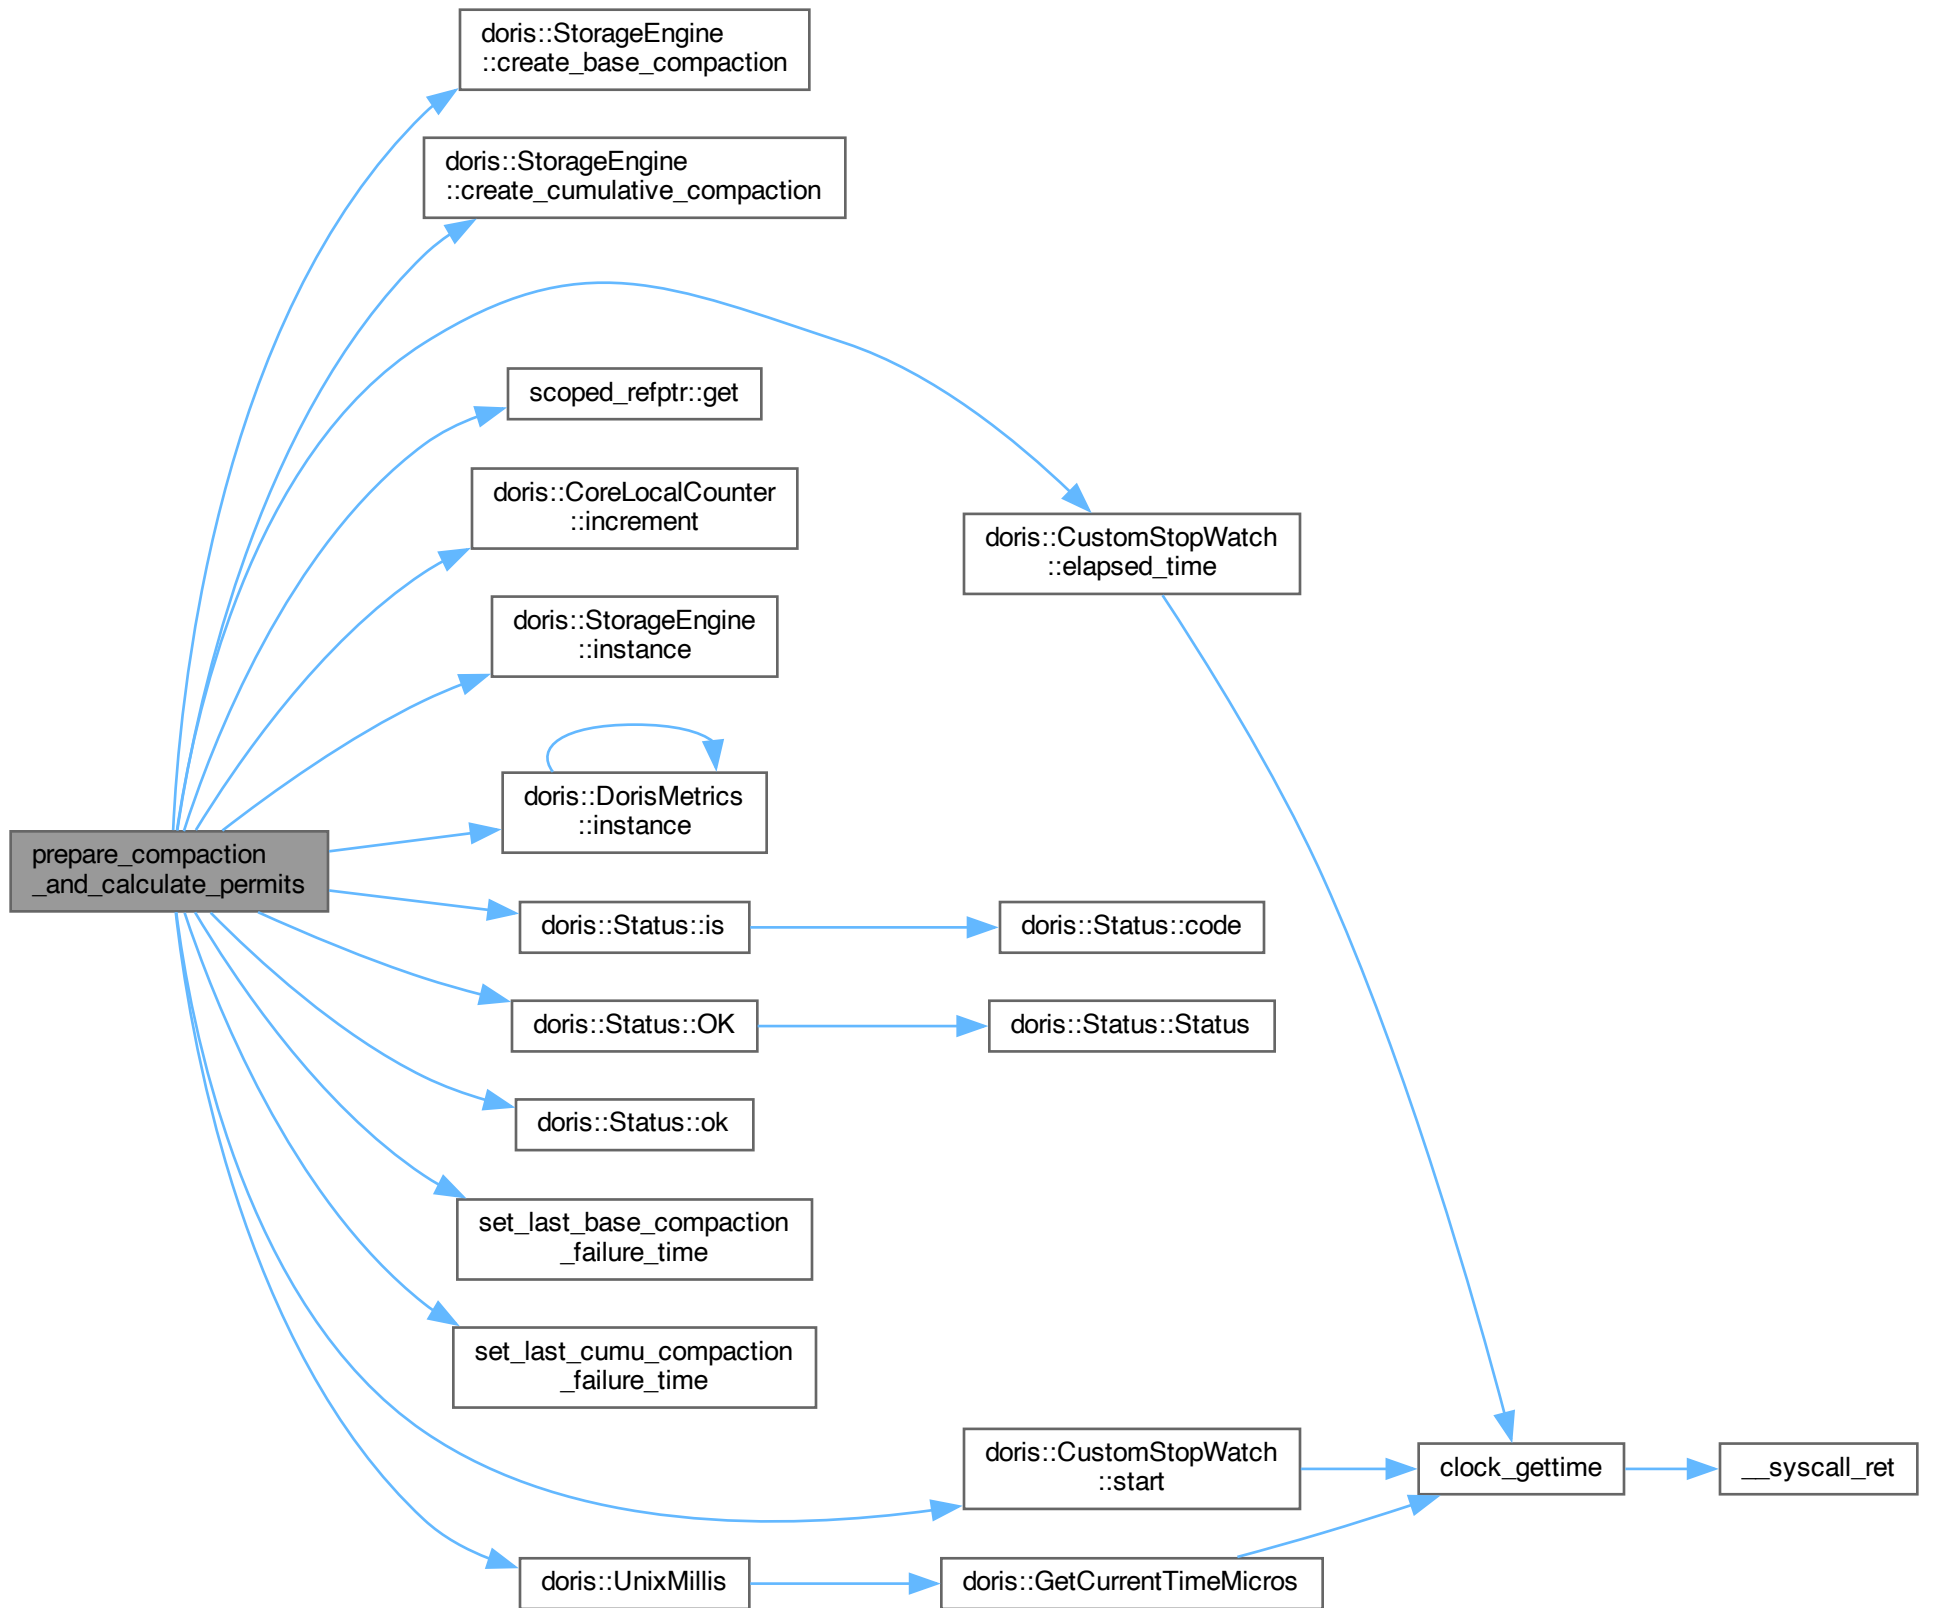 doris::StorageEngine
::create_base_compaction
doris::StorageEngine
::create_cumulative_compaction
scoped_refptr::get
doris::CoreLocalCounter
::increment
doris::CustomStopWatch
::elapsed_time
doris::StorageEngine
::instance
doris::DorisMetrics
::instance
prepare_compaction
_and_calculate_permits
doris::Status::is
doris::Status::code
doris::Status::OK
doris::Status::Status
doris::Status::ok
set_last_base_compaction
_failure_time
set_last_cumu_compaction
_failure_time
doris::CustomStopWatch
::start
clock_gettime
__syscall_ret
doris::UnixMillis
doris::GetCurrentTimeMicros